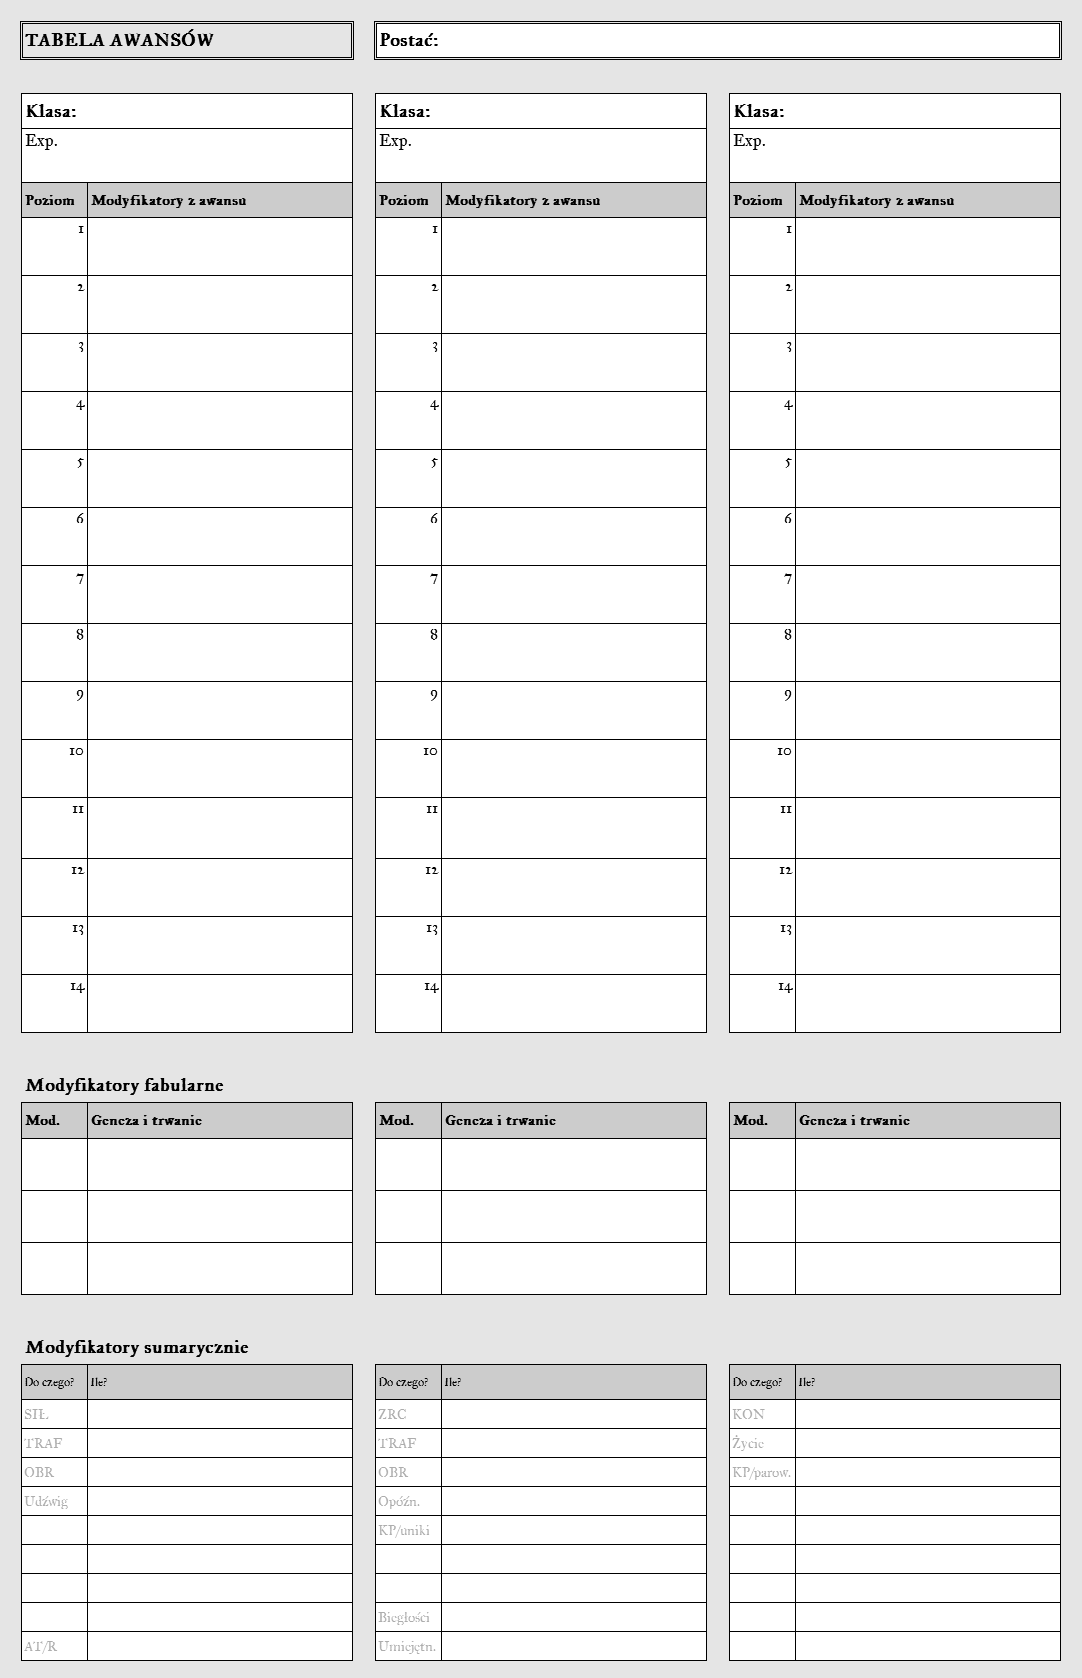 TABELA AWANSÓW Postać:
Klasa: Klasa: Klasa:
Exp. Exp. Exp.
Poziom Modyfikatory z awansu Poziom Modyfikatory z awansu Poziom Modyfikatory z awansu
1 1 1
2 2 2
3 3 3
4 4 4
5 5 5
6 6 6
7 7 7
8 8 8
9 9 9
10 10 10
11 11 11
12 12 12
13 13 13
14 14 14
Modyfikatory fabularne
Mod. Geneza i trwanie Mod. Geneza i trwanie Mod. Geneza i trwanie
Modyfikatory sumarycznie
Do czego? Ile? Do czego? Ile? Do czego? Ile?
SIŁ ZRC KON
TRAF TRAF Życie
OBR OBR KP/parow.
Udźwig Opóźn.
KP/uniki
Biegłości
AT/R Umiejętn.